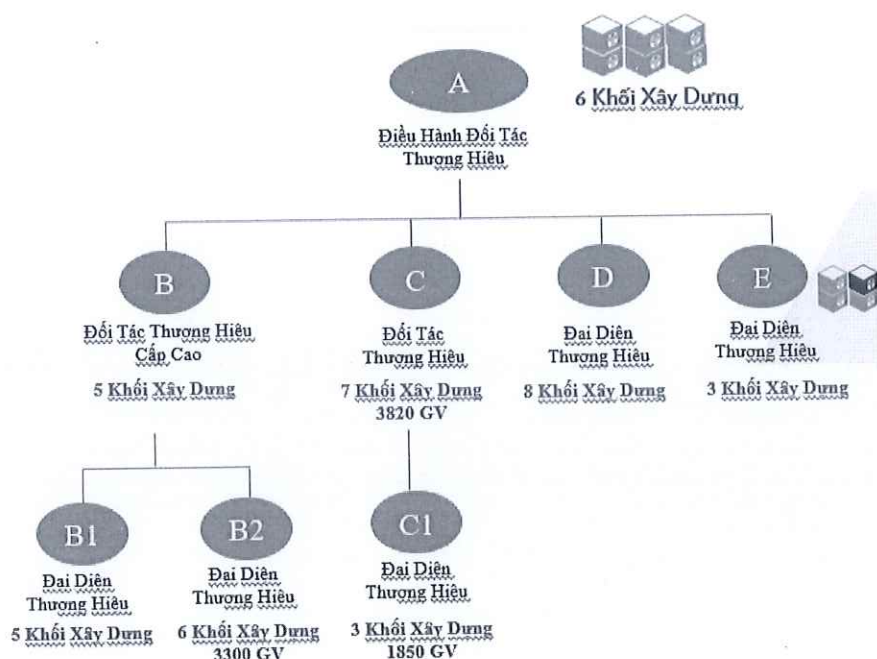 A
6 Khối Xây Dựng
Điều Hành Đối Tác
Thương Hiệu
B
C
D
E
Đối Tác Thương Hiệu
Cấp Cao
5 Khối Xây Dựng
Đối Tác
Thương Hiệu
7 Khối Xây Dựng
3820 GV
Đại Diện
Thương Hiệu
8 Khối Xây Dựng
Đại Diện
Thương Hiệu
3 Khối Xây Dựng
B1
B2
C1
Đại Diện
Thương Hiệu
5 Khối Xây Dựng
Đại Diện
Thương Hiệu
6 Khối Xây Dựng
3300 GV
Đại Diện
Thương Hiệu
3 Khối Xây Dựng
1850 GV